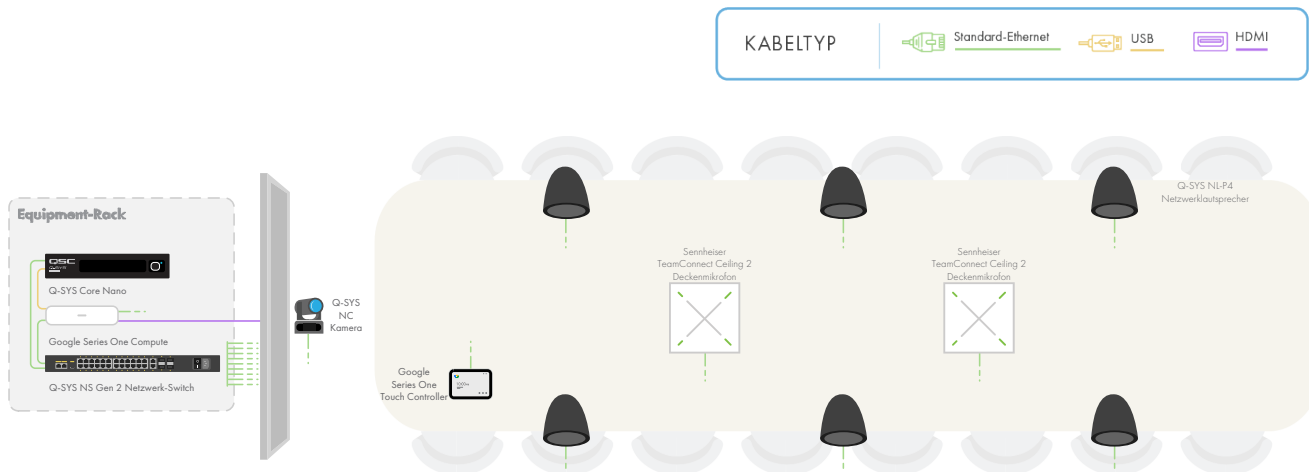 KABELTYP
Standard-Ethernet
USB
HDMI
Q-SYS NL-P4
Netzwerklautsprecher
Equipment-Rack
QSC
Q-SYS Core Nano
Google Series One Compute
Q-SYS NS Gen 2 Netzwerk-Switch
Q-SYS
NC
Kamera
Sennheiser
TeamConnect Ceiling 2
Deckenmikrofon
Sennheiser
TeamConnect Ceiling 2
Deckenmikrofon
Google
Series One
Touch Controller